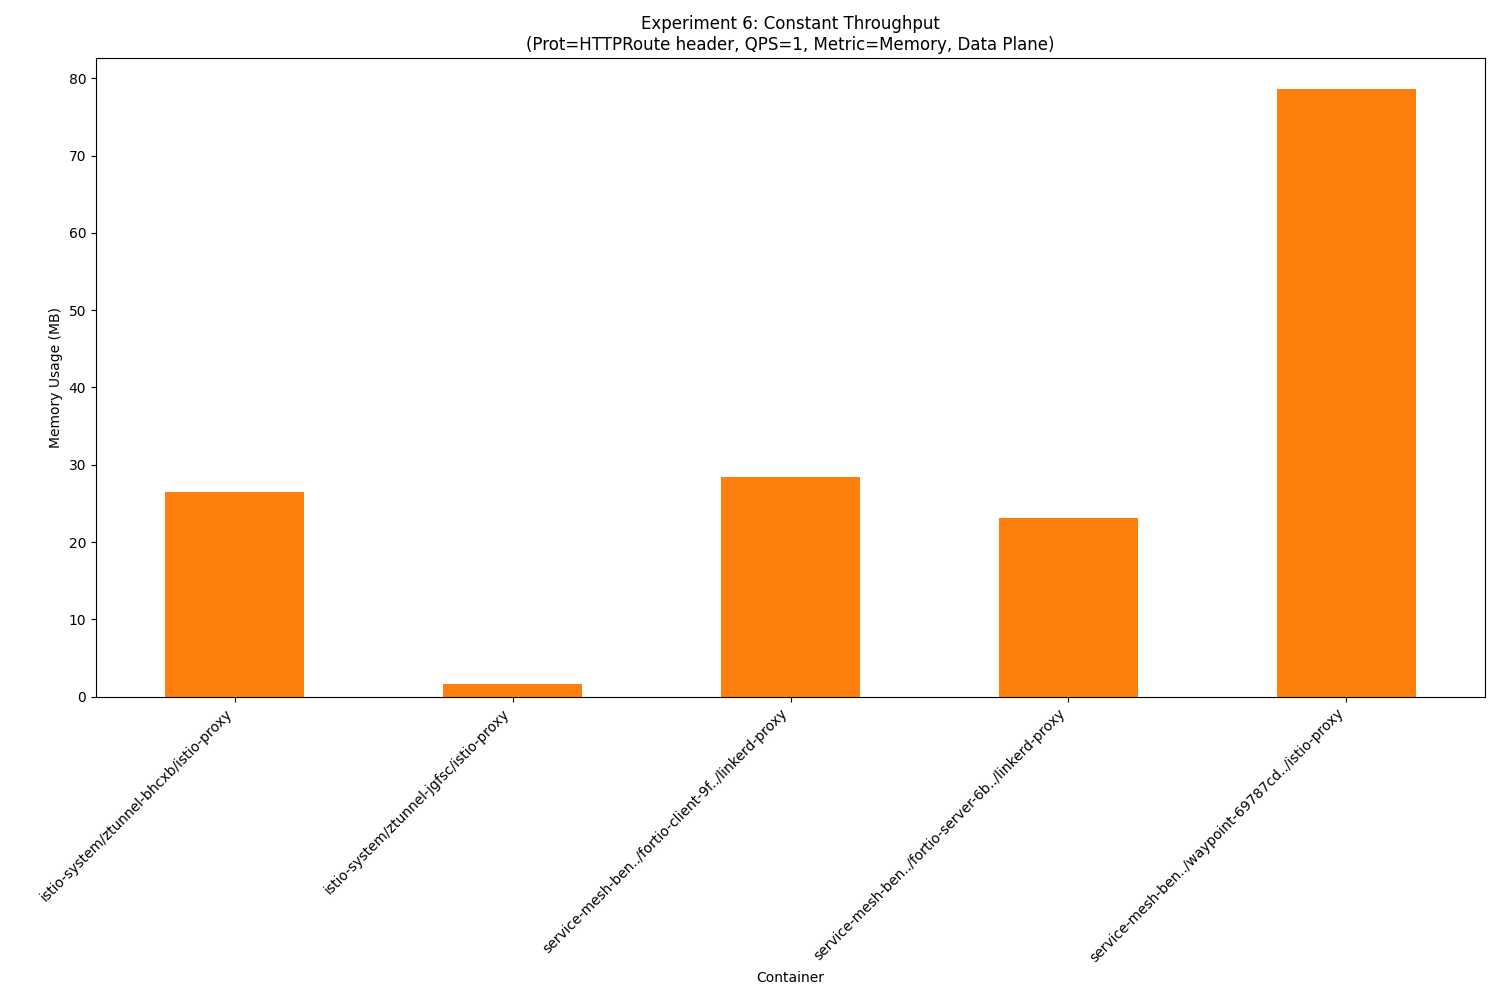 Experiment 6: Constant Throughput
(Prot=HTTPRoute header, QPS=1, Metric=Memory, Data Plane)
Memory Usage (MB)
80
70
60
50
40
30
20
10
0
istio-system/ztunnel-bhcxb/istio-proxy
istio-system/ztunnel-jgfsc/istio-proxy
service-mesh-ben../fortio-client-9f../linkerd-proxy
service-mesh-ben../fortio-server-6b../linkerd-proxy
service-mesh-ben../waypoint-69787cd../istio-proxy
Container